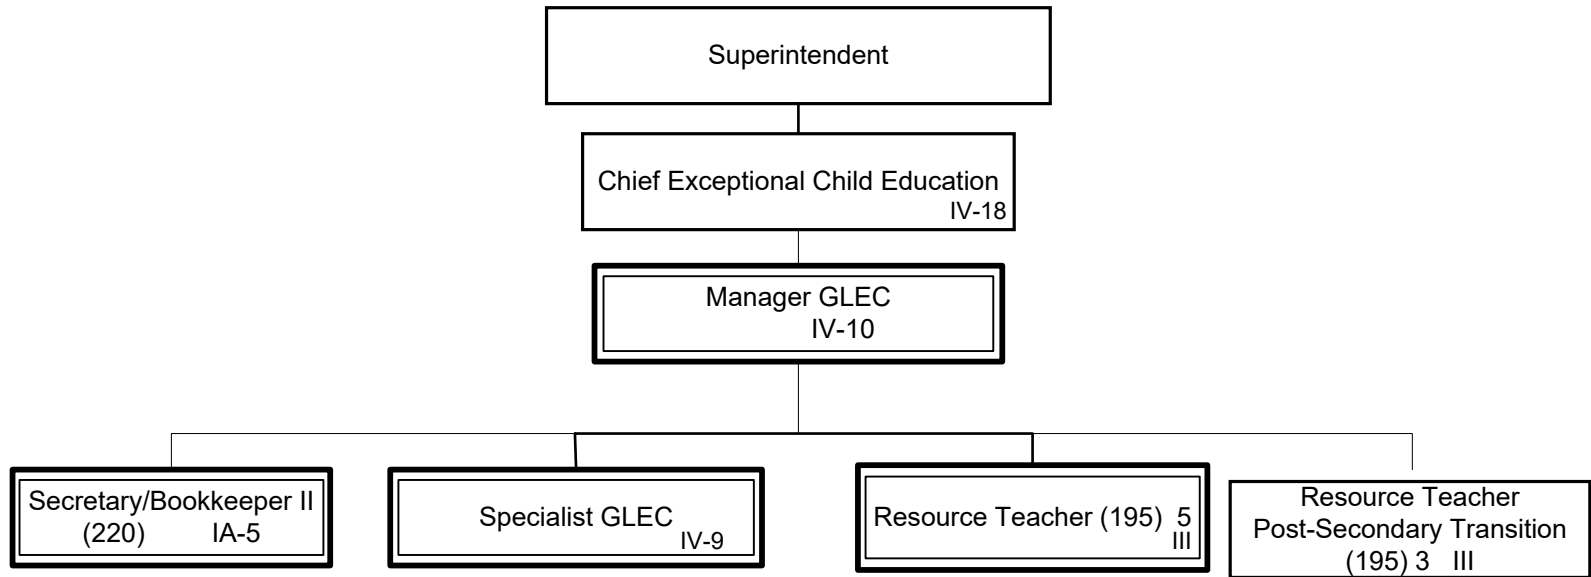 Superintendent
Chief Exceptional Child Education
IV-18
Manager GLEC
IV-10
Secretary/Bookkeeper II
(220) IA-5
Specialist GLEC
IV-9
Resource Teacher (195) 5
III
Resource Teacher
Post-Secondary Transition
(195) 3 III